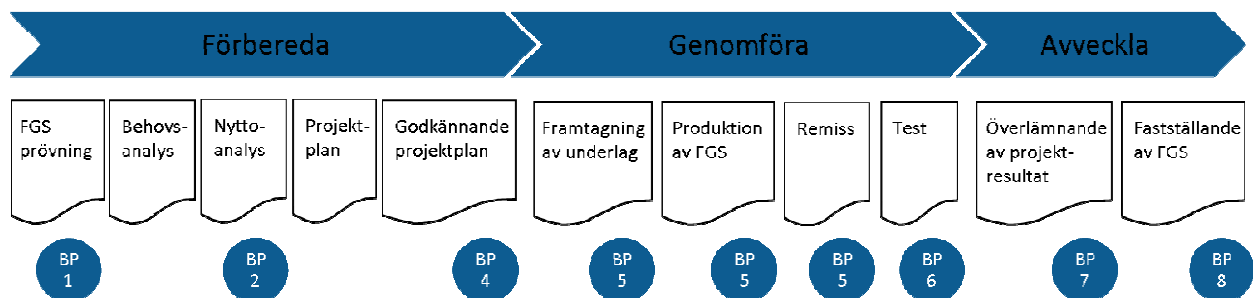 Förbereda
Genomföra
Avveckla
FGS
prövning
Behovs-
analys
Nytto-
analys
Projekt-
plan
Godkännande
projektplan
Framtagning
av underlag
Produktion
av FGS
Remiss
Test
Överlämnande
av projekt-
resultat
Fastställande
av FGS
BP
1
BP
2
BP
4
BP
5
BP
5
BP
5
BP
6
BP
7
BP
8